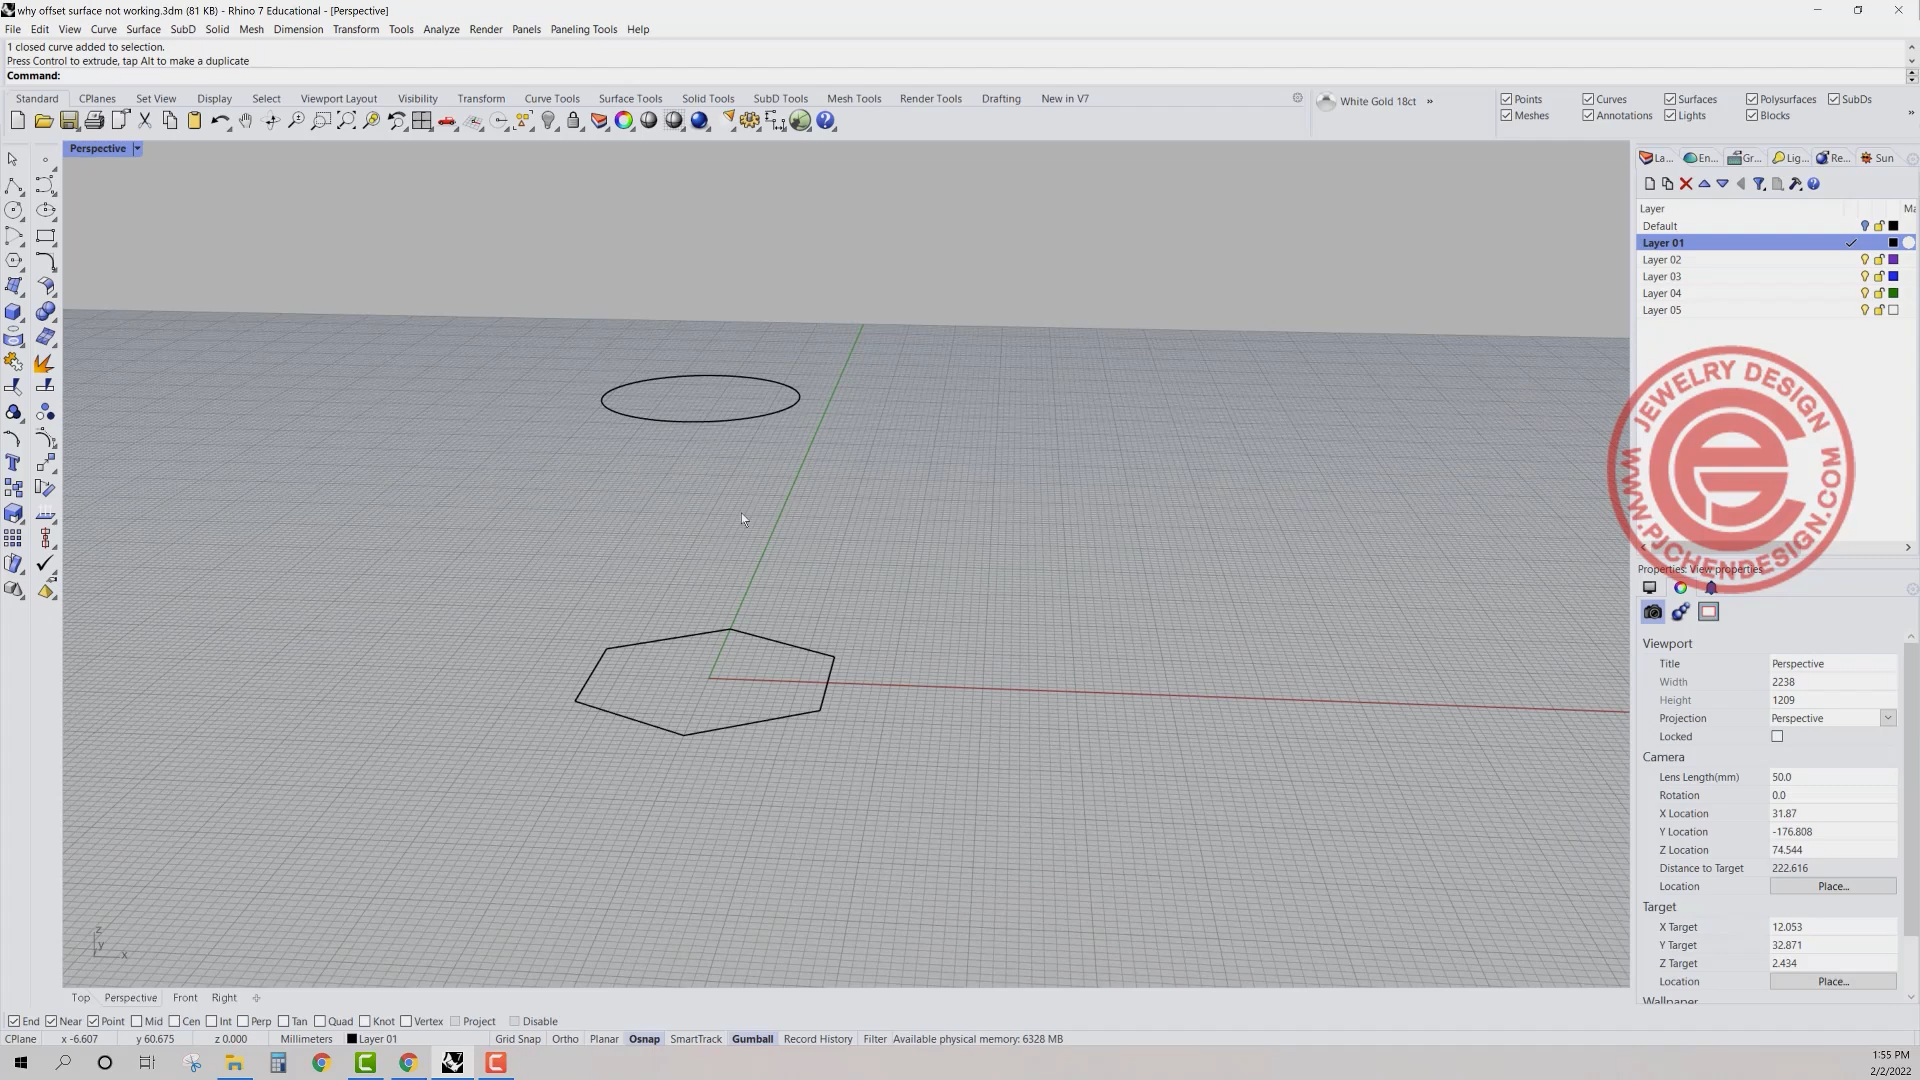 why offset surface not working.3dm (81 KB) - Rhino 7 Educational - [Perspective]
File Edit View Curve Surface SubD Solid Mesh Dimension Transform Tools Analyze Render Panels Paneling Tools Help
1 closed curve added to selection.
Press Control to extrude, tap Alt to make a duplicate
Command:
Standard CPlanes Set View Display Select Viewport Layout Visibility Transform Curve Tools Surface Tools Solid Tools SubD Tools Mesh Tools Render Tools Drafting New in V7
White Gold 18ct »
Points Curves Surfaces Polysurfaces SubDs
Meshes Annotations Lights Blocks »
Perspective
La... En... Gr... Lig... Re... Sun
Layer Ma
Default
Layer 01
Layer 02
Layer 03
Layer 04
Layer 05
JEWELRY DESIGN
WWW.PJCHENDESIGN.COM
Properties: View properties
Viewport
Title Perspective
Width 2238
Height 1209
Projection Perspective
Locked
Camera
Lens Length(mm) 50.0
Rotation 0.0
X Location 31.87
Y Location -176.808
Z Location 74.544
Distance to Target 222.616
Location Place...
Target
X Target 12.053
Y Target 32.871
Z Target 2.434
Location Place...
Wallpaper
z
y
x
Top Perspective Front Right
End Near Point Mid Cen Int Perp Tan Quad Knot Vertex Project Disable
CPlane x -6.607 y 60.675 z 0.000 Millimeters Layer 01 Grid Snap Ortho Planar Osnap SmartTrack Gumball Record History Filter Available physical memory: 6328 MB
1:55 PM
2/2/2022